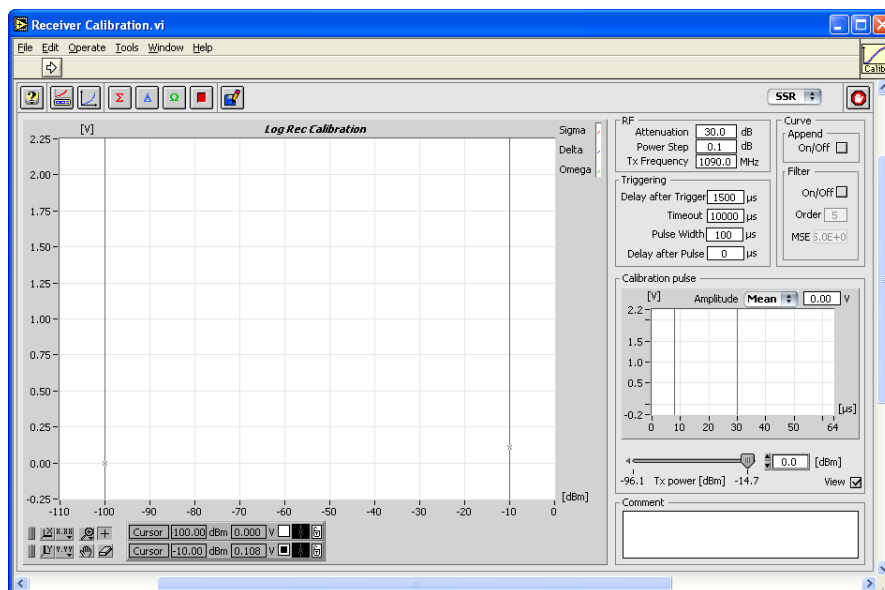 Receiver Calibration.vi
File Edit Operate Tools Window Help
Calib
? Σ Δ Ω SSR
[V] Log Rec Calibration
Sigma
Delta
Omega
2.25
2.00
1.75
1.50
1.25
1.00
0.75
0.50
0.25
0.00
-0.25
-110 -100 -90 -80 -70 -60 -50 -40 -30 -20 -10 0
[dBm]
Cursor -100.00 dBm 0.000 V
Cursor -10.00 dBm 0.108 V
RF
Attenuation 30.0 dB
Power Step 0.1 dB
Tx Frequency 1090.0 MHz
Triggering
Delay after Trigger 1500 µs
Timeout 10000 µs
Pulse Width 100 µs
Delay after Pulse 0 µs
Curve
Append
On/Off
Filter
On/Off
Order 5
MSE 5.0E+0
Calibration pulse
[V] Amplitude Mean 0.00 V
2.2
1.5
1.0
0.5
-0.2
0 10 20 30 40 50 64
[µs]
0.0 [dBm]
-96.1 Tx power [dBm] -14.7 View
Comment